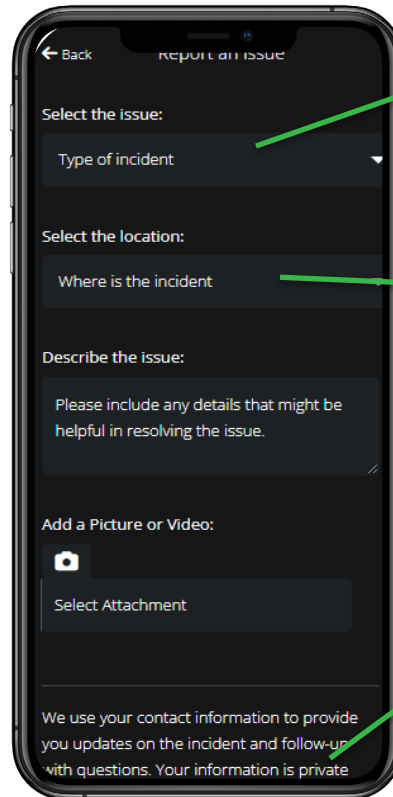 Back
Report an issue
Select the issue:
Type of incident
Select the location:
Where is the incident
Describe the issue:
Please include any details that might be
helpful in resolving the issue.
Add a Picture or Video:
Select Attachment
We use your contact information to provide
you updates on the incident and follow-up
with questions. Your information is private